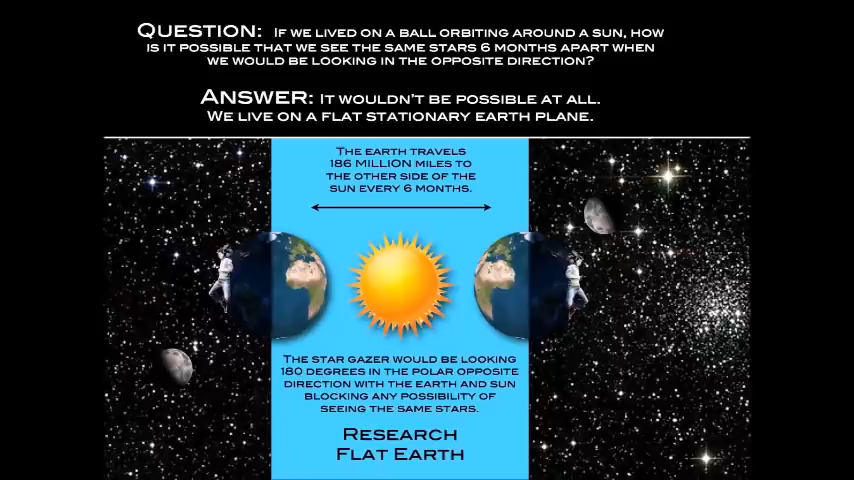 QUESTION: IF WE LIVED ON A BALL ORBITING AROUND A SUN, HOW
IS IT POSSIBLE THAT WE SEE THE SAME STARS 6 MONTHS APART WHEN
WE WOULD BE LOOKING IN THE OPPOSITE DIRECTION?
ANSWER: IT WOULDN'T BE POSSIBLE AT ALL.
WE LIVE ON A FLAT STATIONARY EARTH PLANE.
THE EARTH TRAVELS
186 MILLION MILES TO
THE OTHER SIDE OF THE
SUN EVERY 6 MONTHS.
THE STAR GAZER WOULD BE LOOKING
180 DEGREES IN THE POLAR OPPOSITE
DIRECTION WITH THE EARTH AND SUN
BLOCKING ANY POSSIBILITY OF
SEEING THE SAME STARS.
RESEARCH
FLAT EARTH